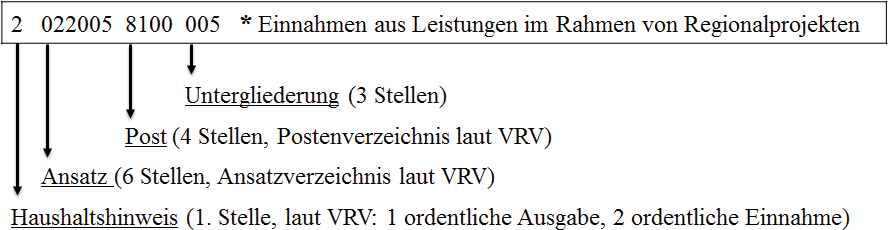 2 022005 8100 005 * Einnahmen aus Leistungen im Rahmen von Regionalprojekten
Untergliederung (3 Stellen)
Post (4 Stellen, Postenverzeichnis laut VRV)
Ansatz (6 Stellen, Ansatzverzeichnis laut VRV)
Haushaltshinweis (1. Stelle, laut VRV: 1 ordentliche Ausgabe, 2 ordentliche Einnahme)